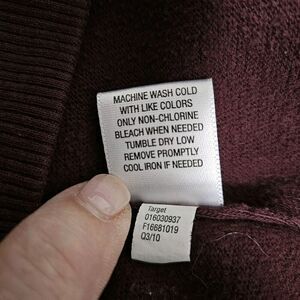 MACHINE WASH COLD
WITH LIKE COLORS
ONLY NON-CHLORINE
BLEACH WHEN NEEDED
TUMBLE DRY LOW
REMOVE PROMPTLY
COOL IRON IF NEEDED
Target
016030937
F16681019
Q3/10